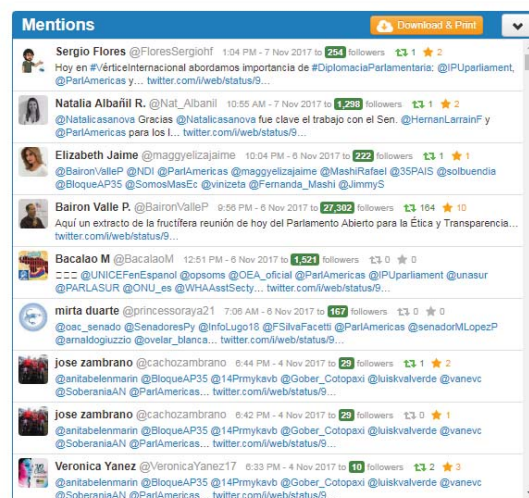 Mentions Download & Print
Sergio Flores @FloresSergiohf 1:04 PM - 7 Nov 2017 to 254 followers 1 2
Hoy en #VérticeInternacional abordamos importancia de #DiplomaciaParlamentaria: @IPUparliament,
@ParlAmericas y… twitter.com/i/web/status/9…
Natalia Albañil R. @Nat_Albanil 10:55 AM - 7 Nov 2017 to 1,298 followers 1 2
@Natalicasanova Gracias @Natalicasanova fue clave el trabajo con el Sen. @HernanLarrainF y
@ParlAmericas para los l… twitter.com/i/web/status/9…
Elizabeth Jaime @maggyelizajaime 10:04 PM - 6 Nov 2017 to 222 followers 1 1
@BaironValleP @NDI @ParlAmericas @maggyelizajaime @MashiRafael @35PAIS @solbuendia
@BloqueAP35 @SomosMasEc @vinizeta @Fernanda_Mashi @JimmyS
Bairon Valle P. @BaironValleP 9:56 PM - 6 Nov 2017 to 27,302 followers 164 10
Aquí un extracto de la fructífera reunión de hoy del Parlamento Abierto para la Ética y Transparencia…
twitter.com/i/web/status/9…
Bacalao M @BacalaoM 12:51 PM - 6 Nov 2017 to 1,521 followers 0 0
@UNICEFenEspanol @opsoms @OEA_oficial @ParlAmericas @IPUparliament @unasur
@PARLASUR @ONU_es @WHAAsstSecty… twitter.com/i/web/status/9…
mirta duarte @princessoraya21 7:06 AM - 6 Nov 2017 to 167 followers 0 0
@oac_senado @SenadoresPy @InfoLugo18 @FSilvaFacetti @ParlAmericas @senadorMLopezP
@arnaldogiuzzio @ovelar_blanca… twitter.com/i/web/status/9…
jose zambrano @cachozambrano 6:44 PM - 4 Nov 2017 to 29 followers 1 2
@anitabelenmarin @BloqueAP35 @14Prmykavb @Gober_Cotopaxi @luiskvalverde @vanevc
@SoberaniaAN @ParlAmericas… twitter.com/i/web/status/9…
jose zambrano @cachozambrano 6:42 PM - 4 Nov 2017 to 29 followers 0 1
@anitabelenmarin @BloqueAP35 @14Prmykavb @Gober_Cotopaxi @luiskvalverde @vanevc
@SoberaniaAN @ParlAmericas… twitter.com/i/web/status/9…
Veronica Yanez @VeronicaYanez17 6:33 PM - 4 Nov 2017 to 10 followers 2 3
@anitabelenmarin @BloqueAP35 @14Prmykavb @Gober_Cotopaxi @luiskvalverde @vanevc
@SoberaniaAN @ParlAmericas… twitter.com/i/web/status/9